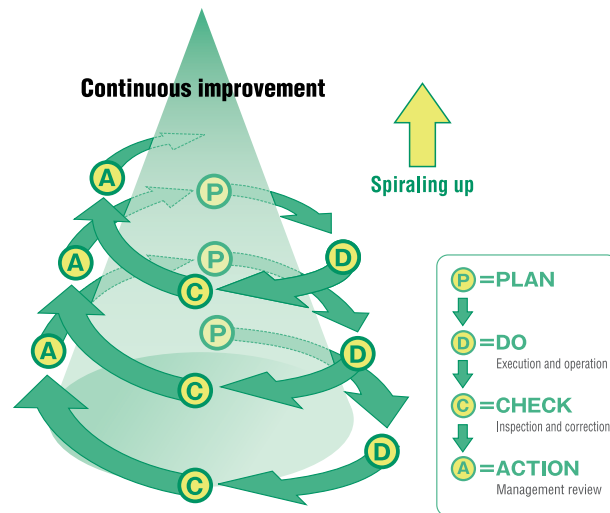 Continuous improvement
Spiraling up
A
P
D
A
P
C
D
A
P
C
D
C
P =PLAN
D =DO
Execution and operation
C =CHECK
Inspection and correction
A =ACTION
Management review